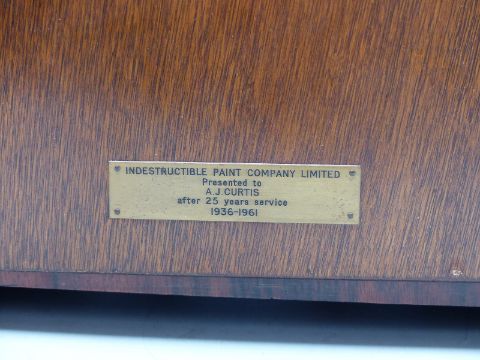 INDESTRUCTIBLE PAINT COMPANY LIMITED
Presented to
A.J.CURTIS
after 25 years service
1936-1961